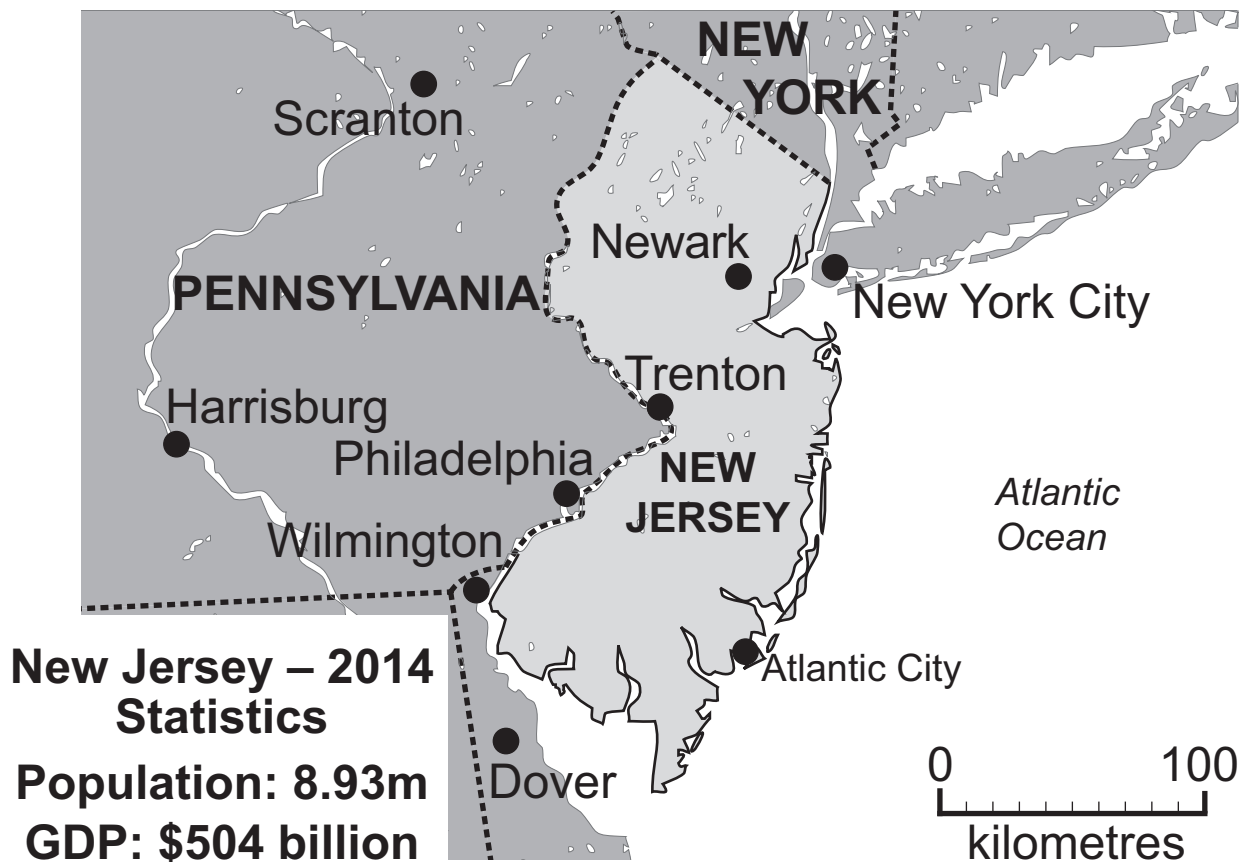 NEW
YORK
Scranton
Newark
PENNSYLVANIA
New York City
Trenton
Harrisburg
Philadelphia
NEW
JERSEY
Atlantic
Ocean
Wilmington
New Jersey – 2014
Statistics
Population: 8.93m
GDP: $504 billion
Atlantic City
Dover
0 100
kilometres